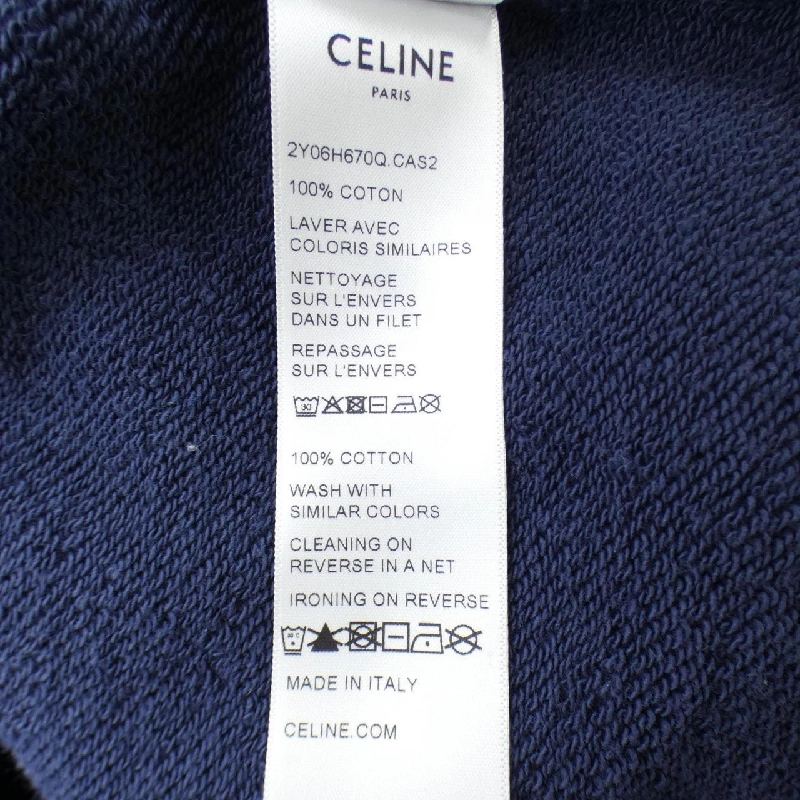 CELINE
PARIS
2Y06H670Q.CAS2
100% COTON
LAVER AVEC
COLORIS SIMILAIRES
NETTOYAGE
SUR L'ENVERS
DANS UN FILET
REPASSAGE
SUR L'ENVERS
100% COTTON
WASH WITH
SIMILAR COLORS
CLEANING ON
REVERSE IN A NET
IRONING ON REVERSE
MADE IN ITALY
CELINE.COM